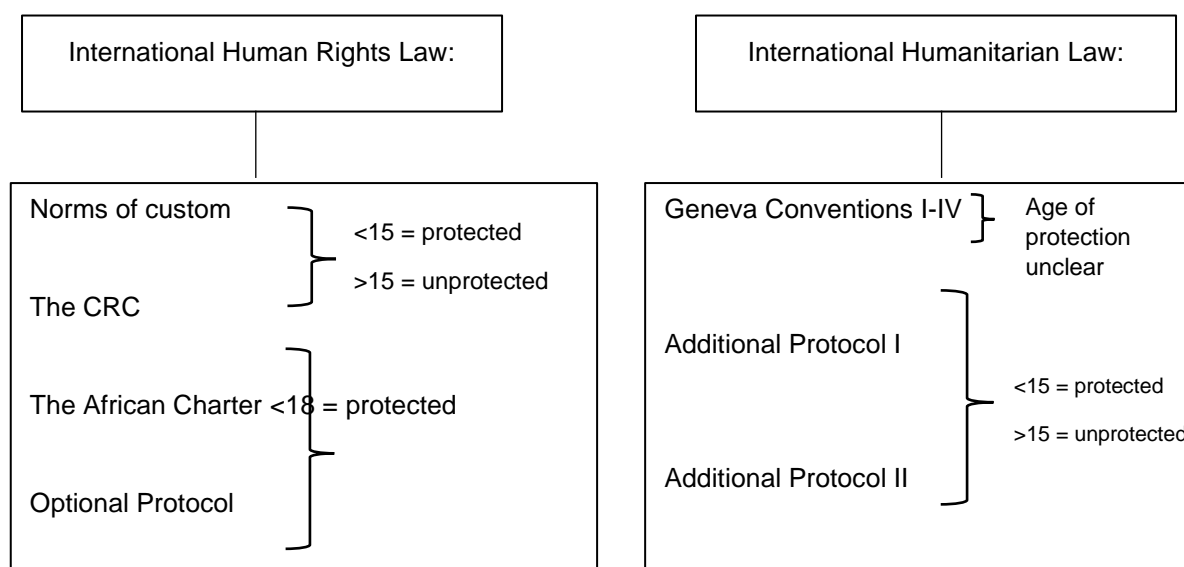 International Human Rights Law:
International Humanitarian Law:
Norms of custom
<15 = protected
>15 = unprotected
The CRC
The African Charter <18 = protected
Optional Protocol
Geneva Conventions I-IV
Age of
protection
unclear
Additional Protocol I
<15 = protected
>15 = unprotected
Additional Protocol II